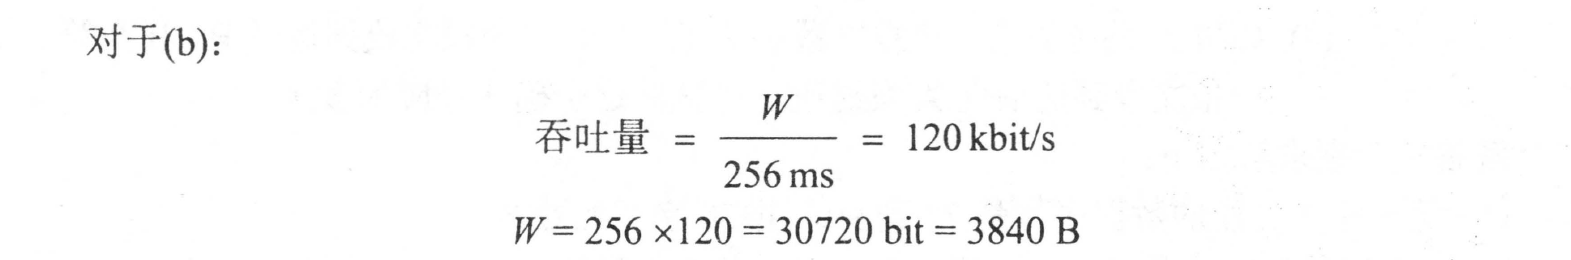 对于(b)：
吞吐量 = W / 256 ms = 120 kbit/s
W = 256 ×120 = 30720 bit = 3840 B